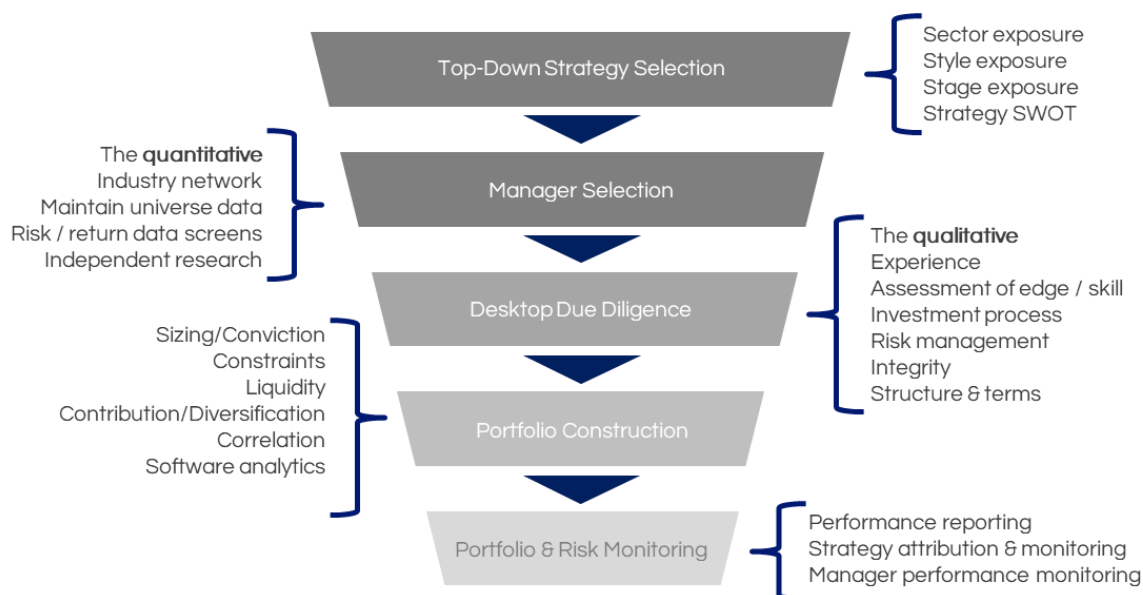 Top-Down Strategy Selection
Sector exposure
Style exposure
Stage exposure
Strategy SWOT
The quantitative
Industry network
Maintain universe data
Risk / return data screens
Independent research
Manager Selection
Desktop Due Diligence
The qualitative
Experience
Assessment of edge / skill
Investment process
Risk management
Integrity
Structure & terms
Sizing/Conviction
Constraints
Liquidity
Contribution/Diversification
Correlation
Software analytics
Portfolio Construction
Portfolio & Risk Monitoring
Performance reporting
Strategy attribution & monitoring
Manager performance monitoring